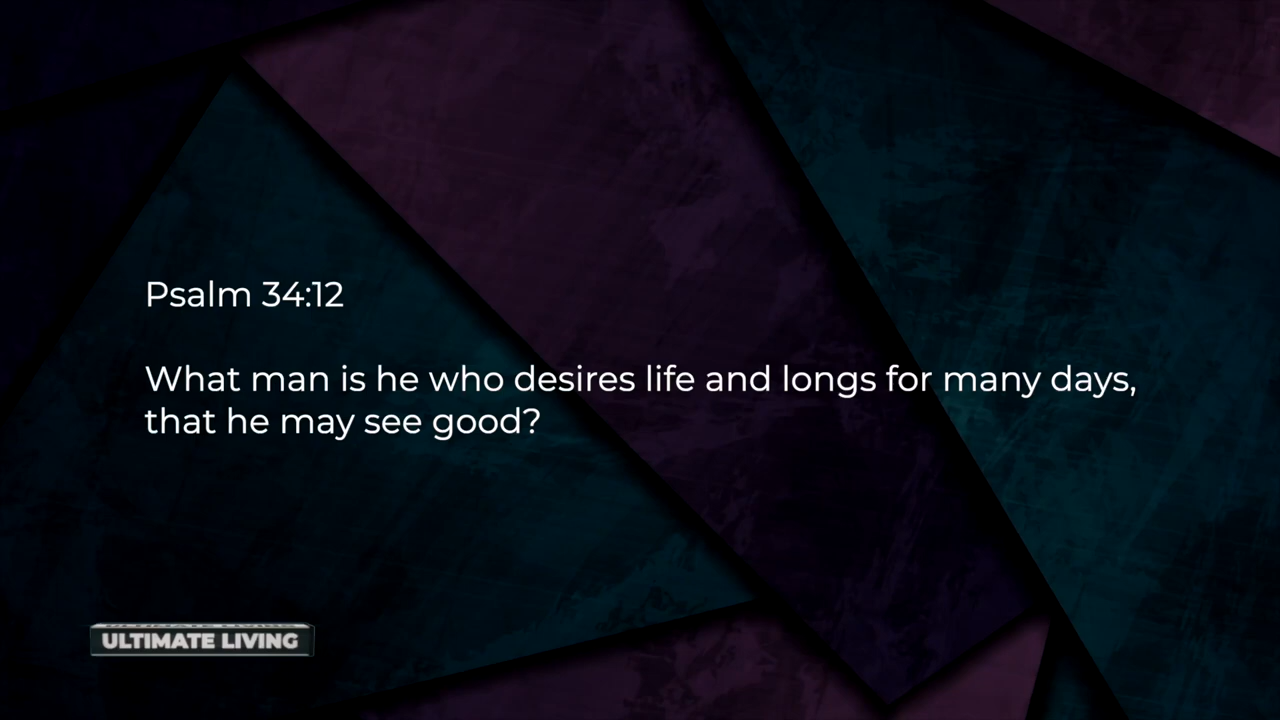 Psalm 34:12
What man is he who desires life and longs for many days,
that he may see good?
ULTIMATE LIVING